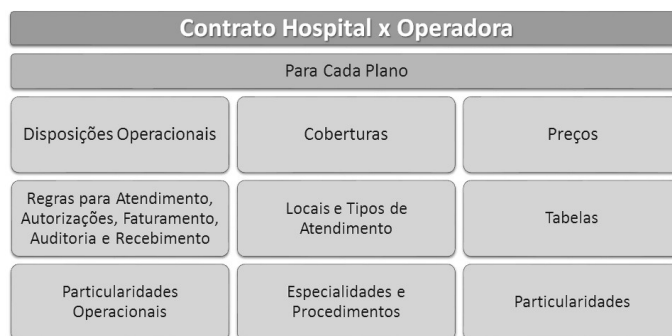 Contrato Hospital x Operadora
Para Cada Plano
Disposições Operacionais
Coberturas
Preços
Regras para Atendimento,
Autorizações, Faturamento,
Auditoria e Recebimento
Locais e Tipos de
Atendimento
Tabelas
Particularidades
Operacionais
Especialidades e
Procedimentos
Particularidades